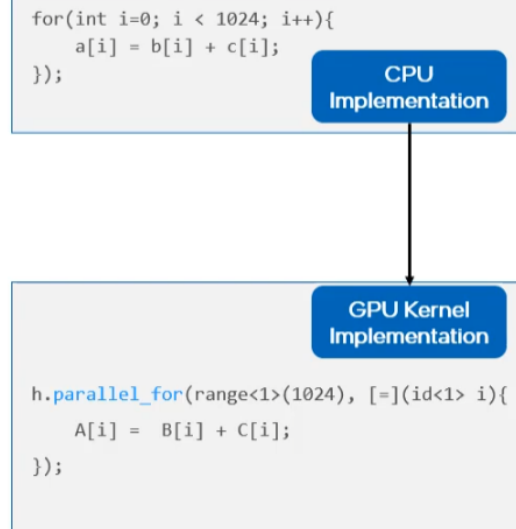 for(int i=0; i < 1024; i++){
    a[i] = b[i] + c[i];
});
CPU
Implementation
GPU Kernel
Implementation
h.parallel_for(range<1>(1024), [=](id<1> i){
    A[i] =  B[i] + C[i];
});